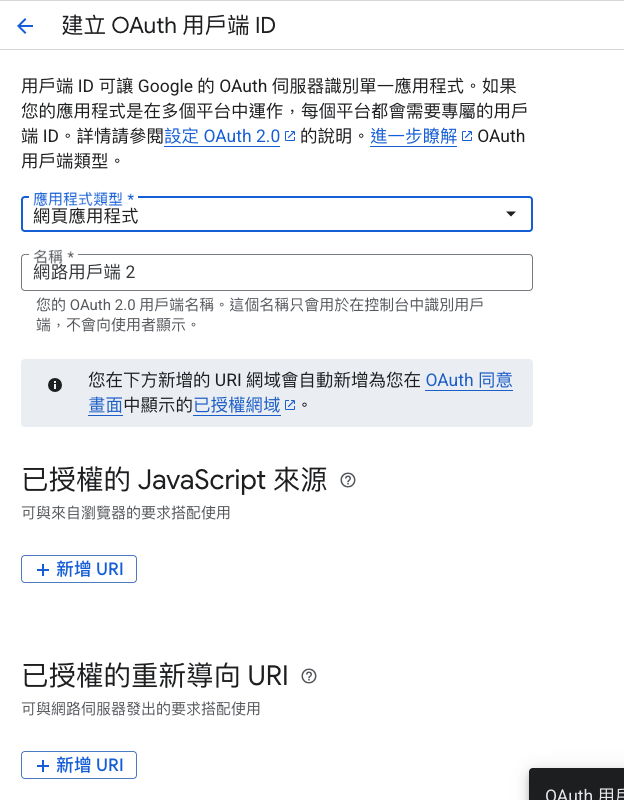 建立 OAuth 用戶端 ID
用戶端 ID 可讓 Google 的 OAuth 伺服器識別單一應用程式。如果
您的應用程式是在多個平台中運作，每個平台都會需要專屬的用戶
端 ID。詳情請參閱設定 OAuth 2.0 的說明。進一步瞭解 OAuth
用戶端類型。
應用程式類型 *
網頁應用程式
名稱 *
網路用戶端 2
您的 OAuth 2.0 用戶端名稱。這個名稱只會用於在控制台中識別用戶
端，不會向使用者顯示。
您在下方新增的 URI 網域會自動新增為您在 OAuth 同意
畫面中顯示的已授權網域。
已授權的 JavaScript 來源
可與來自瀏覽器的要求搭配使用
+ 新增 URI
已授權的重新導向 URI
可與網路伺服器發出的要求搭配使用
+ 新增 URI
OAuth 用